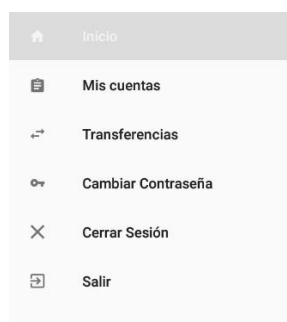 Inicio
Mis cuentas
Transferencias
Cambiar Contraseña
Cerrar Sesión
Salir